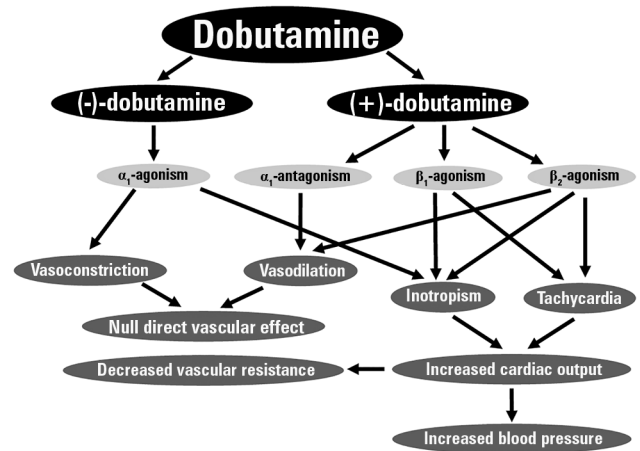 Dobutamine
(-)-dobutamine
(+)-dobutamine
α₁-agonism
α₁-antagonism
β₁-agonism
β₂-agonism
Vasoconstriction
Vasodilation
Inotropism
Tachycardia
Null direct vascular effect
Decreased vascular resistance
Increased cardiac output
Increased blood pressure